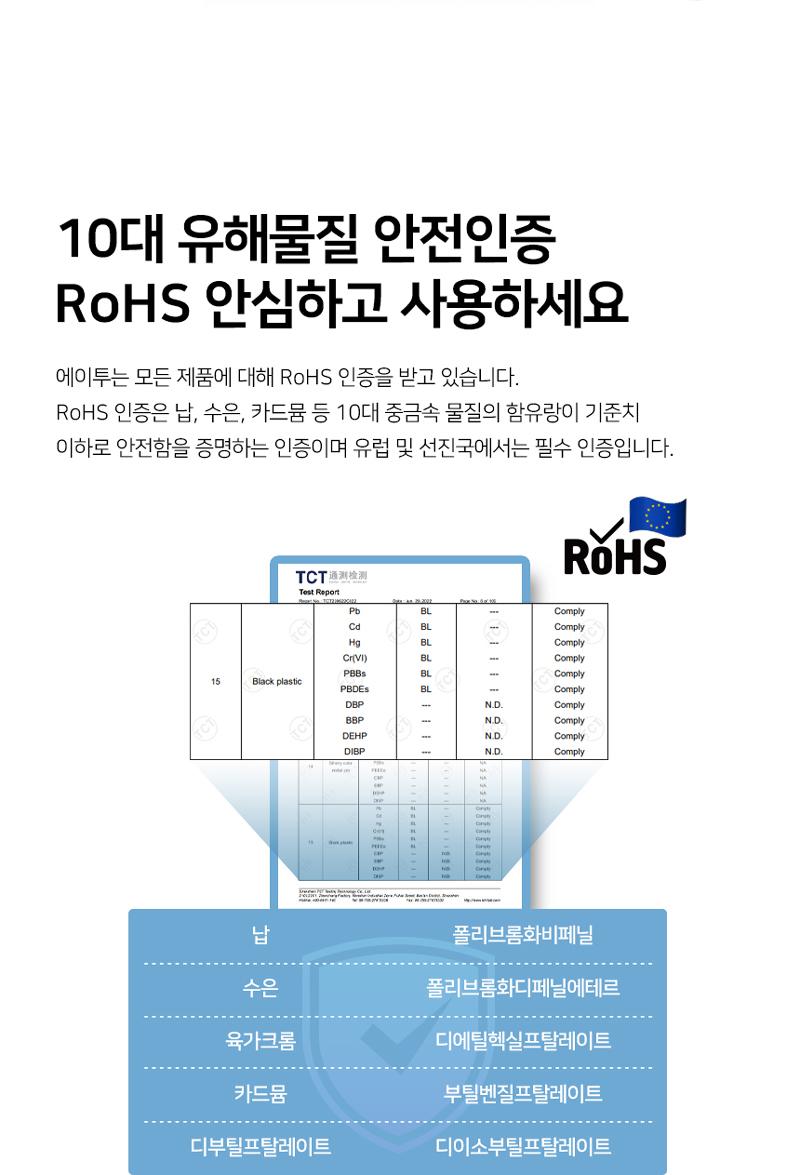 10대 유해물질 안전인증
RoHS 안심하고 사용하세요
에이투는 모든 제품에 대해 RoHS 인증을 받고 있습니다.
RoHS 인증은 납, 수은, 카드뮴 등 10대 중금속 물질의 함유랑이 기준치
이하로 안전함을 증명하는 인증이며 유럽 및 선진국에서는 필수 인증입니다.
RoHS
TCT 通测检测
Test Report
Pb BL --- Comply
Cd BL --- Comply
Hg BL --- Comply
Cr(VI) BL --- Comply
PBBs BL --- Comply
15 Black plastic PBDEs BL --- Comply
DBP --- N.D. Comply
BBP --- N.D. Comply
DEHP --- N.D. Comply
DIBP --- N.D. Comply
납 폴리브롬화비페닐
수은 폴리브롬화디페닐에테르
육가크롬 디에틸헥실프탈레이트
카드뮴 부틸벤질프탈레이트
디부틸프탈레이트 디이소부틸프탈레이트